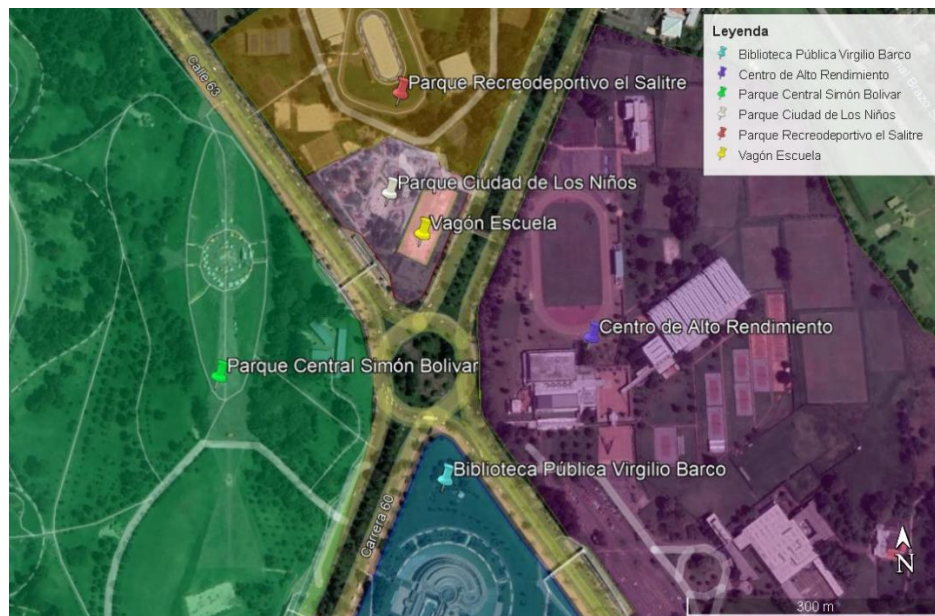 Leyenda
Biblioteca Pública Virgilio Barco
Centro de Alto Rendimiento
Parque Central Simón Bolivar
Parque Ciudad de Los Niños
Parque Recreodeportivo el Salitre
Vagón Escuela
Calle 63
Parque Recreodeportivo el Salitre
Parque Ciudad de Los Niños
Vagón Escuela
Centro de Alto Rendimiento
Parque Central Simón Bolivar
Biblioteca Pública Virgilio Barco
Carrera 60
N
300 m